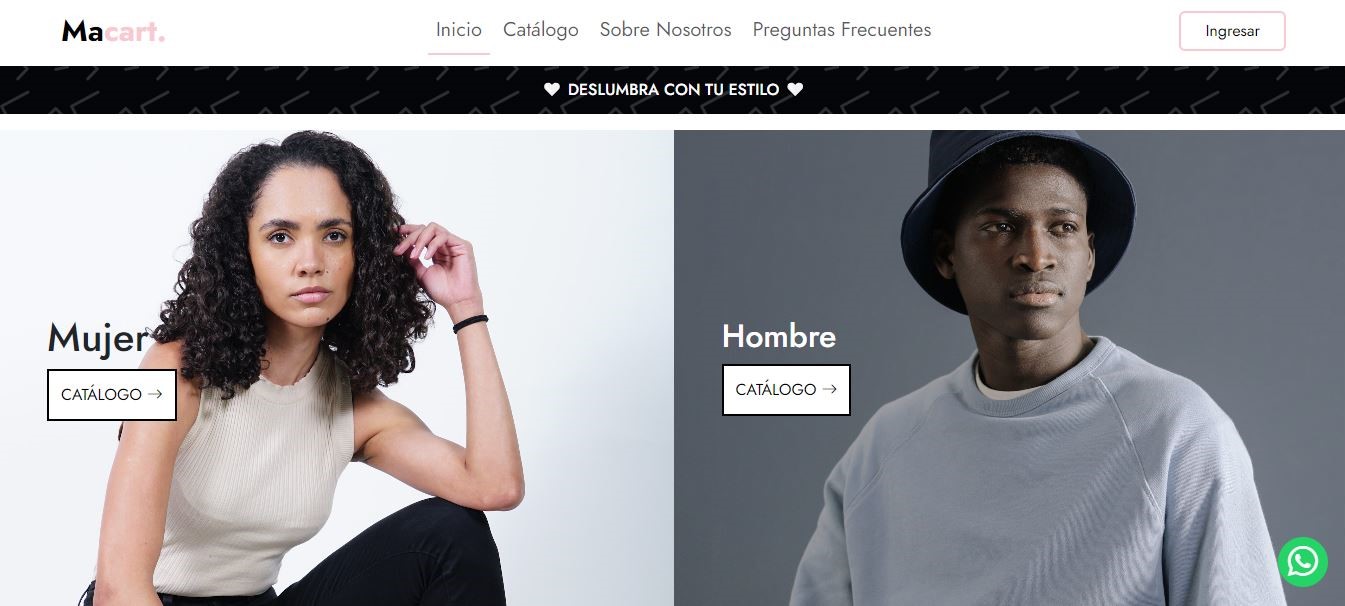 Macart.
Inicio Catálogo Sobre Nosotros Preguntas Frecuentes
Ingresar
DESLUMBRA CON TU ESTILO
Mujer
CATÁLOGO →
Hombre
CATÁLOGO →